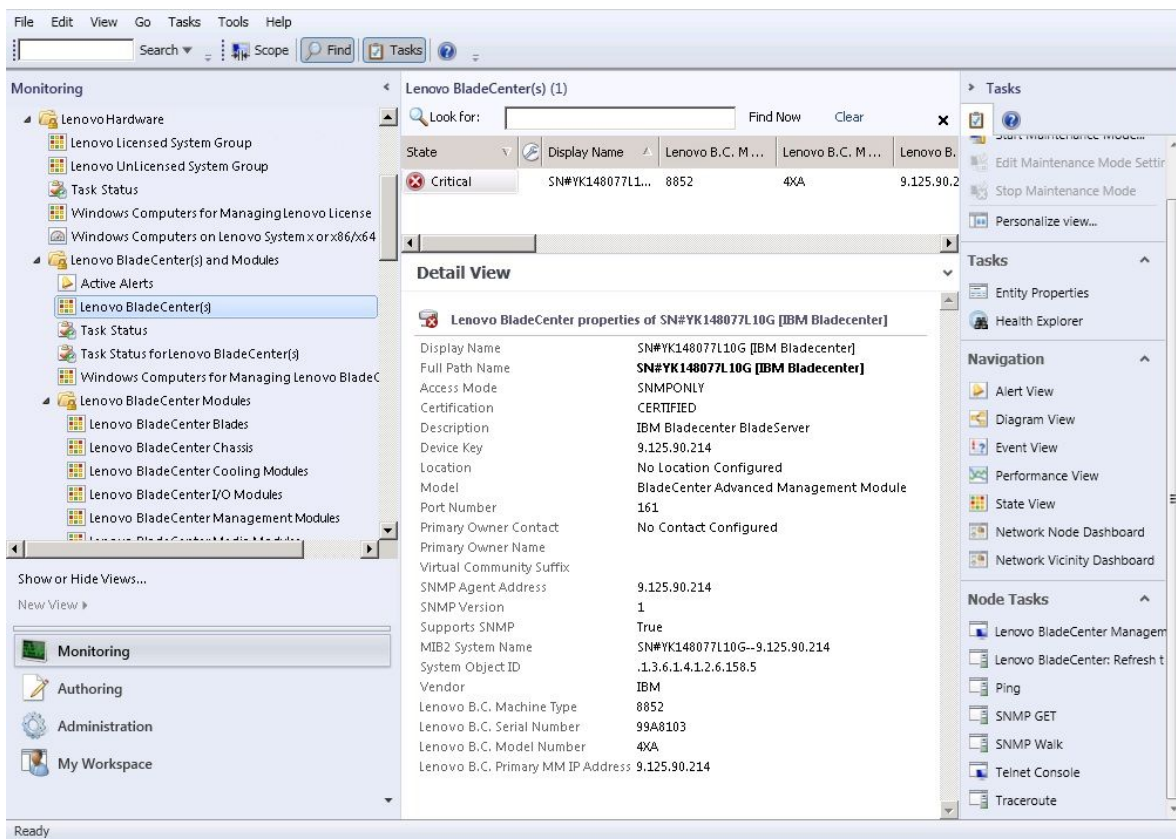 File Edit View Go Tasks Tools Help
Search Scope Find Tasks
Monitoring
Lenovo Hardware
Lenovo Licensed System Group
Lenovo UnLicensed System Group
Task Status
Windows Computers for Managing Lenovo License
Windows Computers on Lenovo System x or x86/x64
Lenovo BladeCenter(s) and Modules
Active Alerts
Lenovo BladeCenter(s)
Task Status
Task Status for Lenovo BladeCenter(s)
Windows Computers for Managing Lenovo BladeC
Lenovo BladeCenter Modules
Lenovo BladeCenter Blades
Lenovo BladeCenter Chassis
Lenovo BladeCenter Cooling Modules
Lenovo BladeCenter I/O Modules
Lenovo BladeCenter Management Modules
Show or Hide Views...
New View
Monitoring
Authoring
Administration
My Workspace
Ready
Lenovo BladeCenter(s) (1)
Look for: Find Now Clear
State Display Name Lenovo B.C. M... Lenovo B.C. M... Lenovo B.
Critical SN#YK148077L1... 8852 4XA 9.125.90.2
Detail View
Lenovo BladeCenter properties of SN#YK148077L10G [IBM Bladecenter]
Display Name SN#YK148077L10G [IBM Bladecenter]
Full Path Name SN#YK148077L10G [IBM Bladecenter]
Access Mode SNMPONLY
Certification CERTIFIED
Description IBM Bladecenter BladeServer
Device Key 9.125.90.214
Location No Location Configured
Model BladeCenter Advanced Management Module
Port Number 161
Primary Owner Contact No Contact Configured
Primary Owner Name
Virtual Community Suffix
SNMP Agent Address 9.125.90.214
SNMP Version 1
Supports SNMP True
MIB2 System Name SN#YK148077L10G--9.125.90.214
System Object ID .1.3.6.1.4.1.2.6.158.5
Vendor IBM
Lenovo B.C. Machine Type 8852
Lenovo B.C. Serial Number 99A8103
Lenovo B.C. Model Number 4XA
Lenovo B.C. Primary MM IP Address 9.125.90.214
Tasks
Start Maintenance Mode...
Edit Maintenance Mode Settir
Stop Maintenance Mode
Personalize view...
Tasks
Entity Properties
Health Explorer
Navigation
Alert View
Diagram View
Event View
Performance View
State View
Network Node Dashboard
Network Vicinity Dashboard
Node Tasks
Lenovo BladeCenter Managem
Lenovo BladeCenter: Refresh t
Ping
SNMP GET
SNMP Walk
Telnet Console
Traceroute